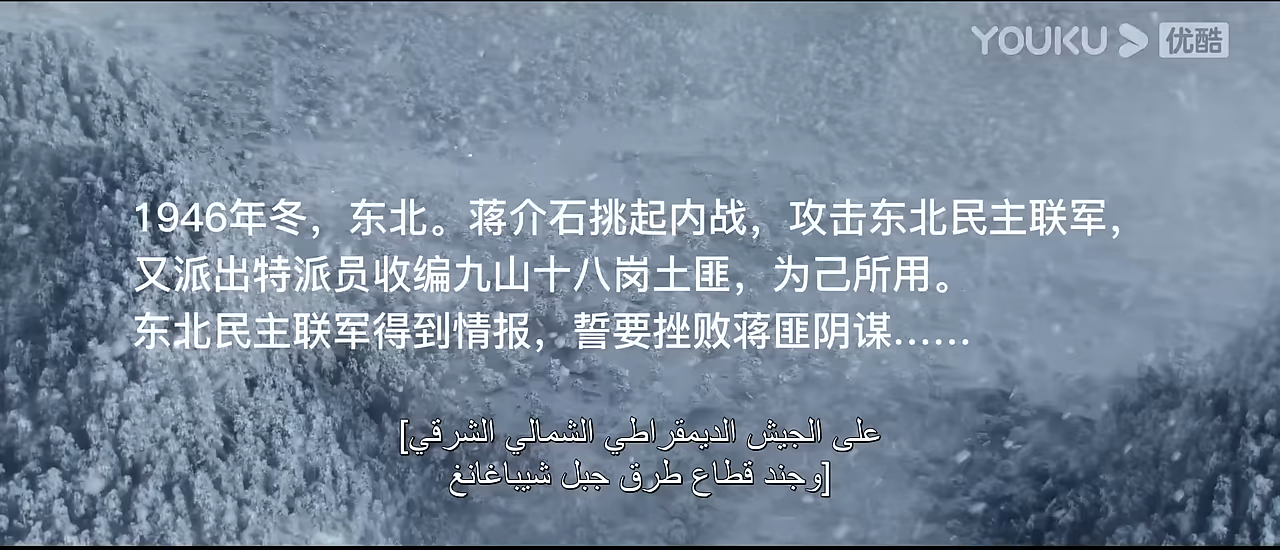 YOUKU 优酷
1946年冬，东北。蒋介石挑起内战，攻击东北民主联军，
又派出特派员收编九山十八岗土匪，为己所用。
东北民主联军得到情报，誓要挫败蒋匪阴谋……
على الجيش الديمقراطي الشمالي الشرقي]
[وجند قطاع طرق جبل شيباغانغ